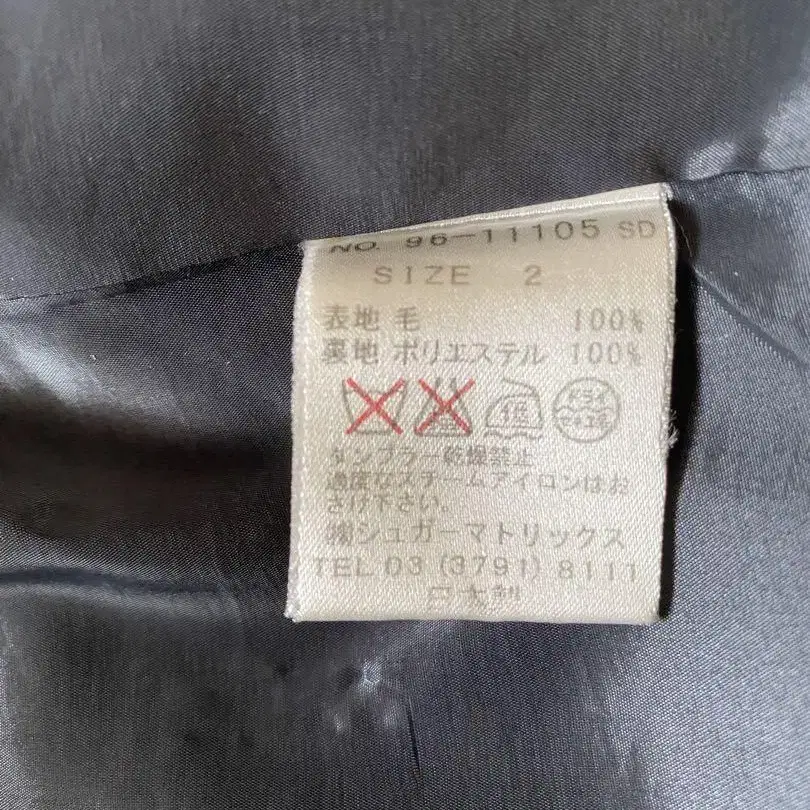 NO. 96-11105 SD
SIZE 2
表地 毛 100%
裏地 ポリエステル 100%
タンブラー乾燥禁止
過度なスチームアイロンはお
さけ下さい。
㈱シュガーマトリックス
TEL 03 (3791) 8111
日本製